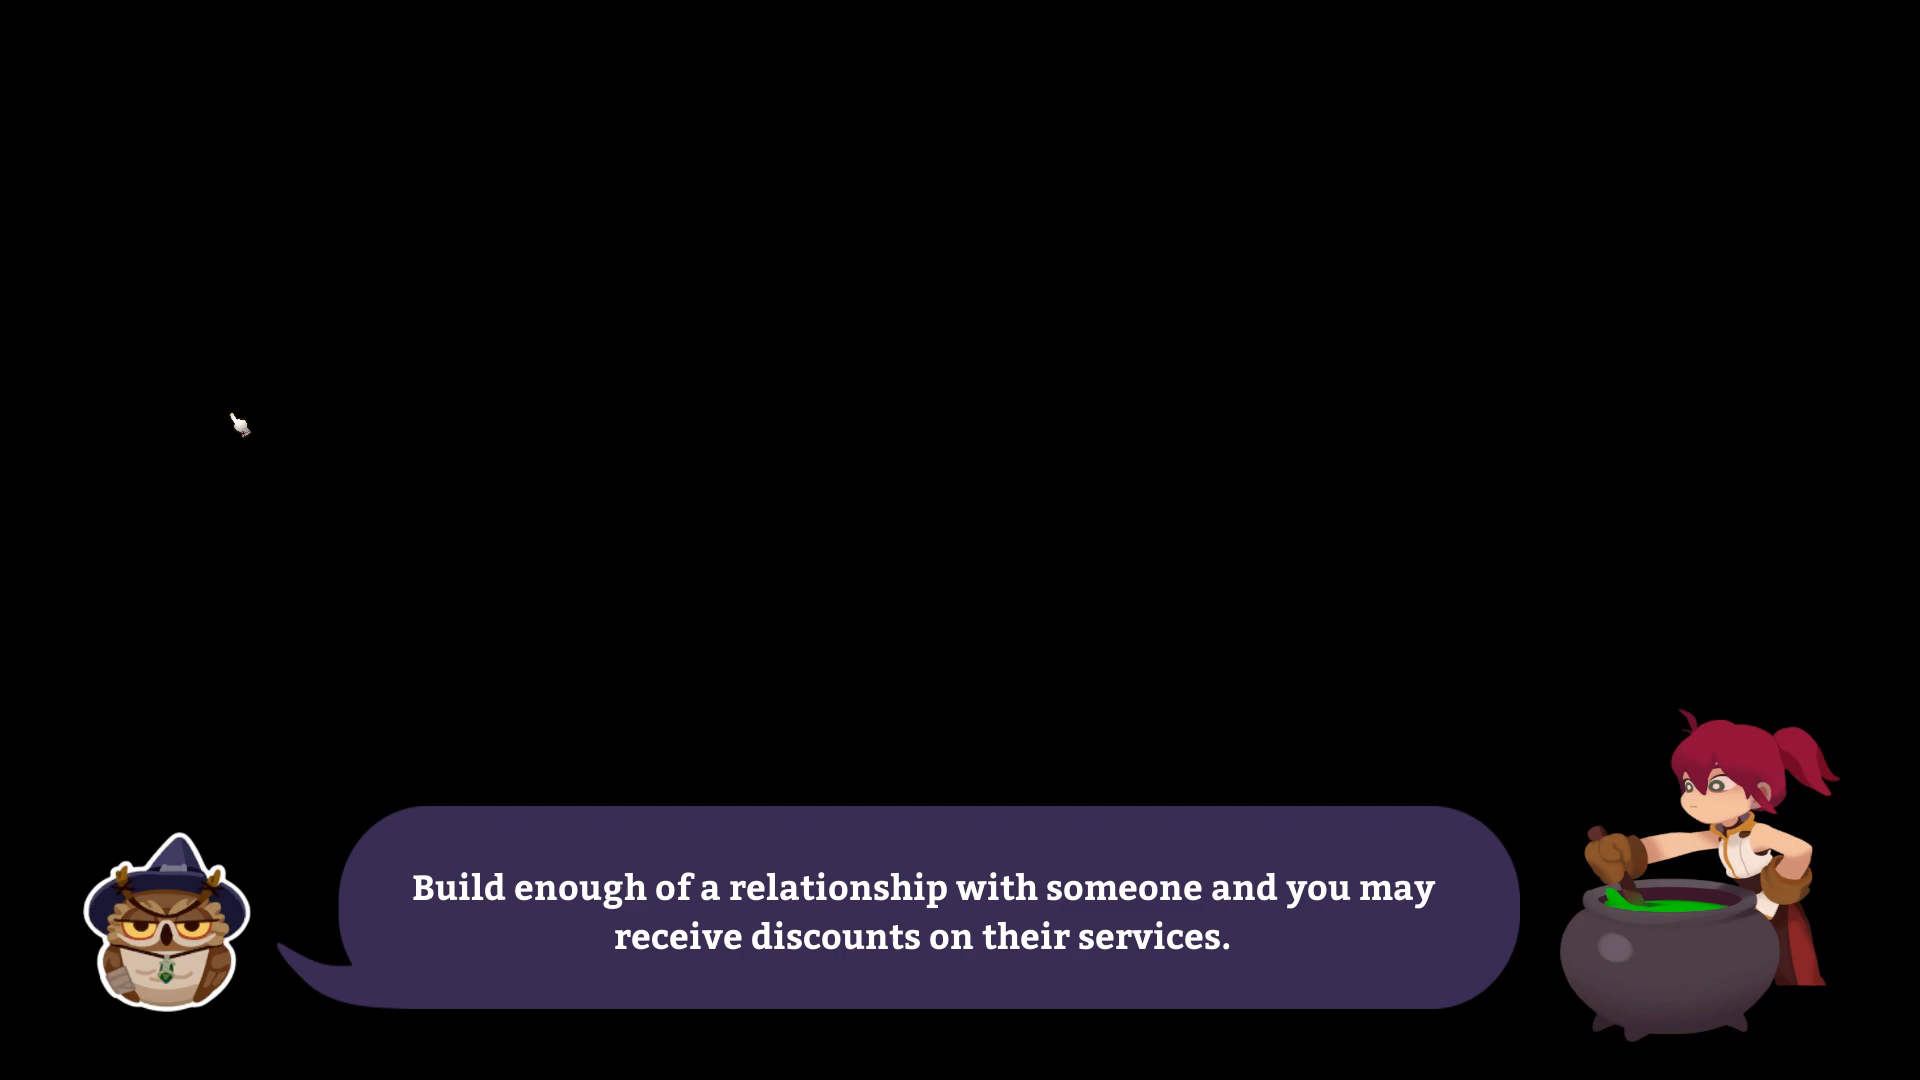 Build enough of a relationship with someone and you may
receive discounts on their services.